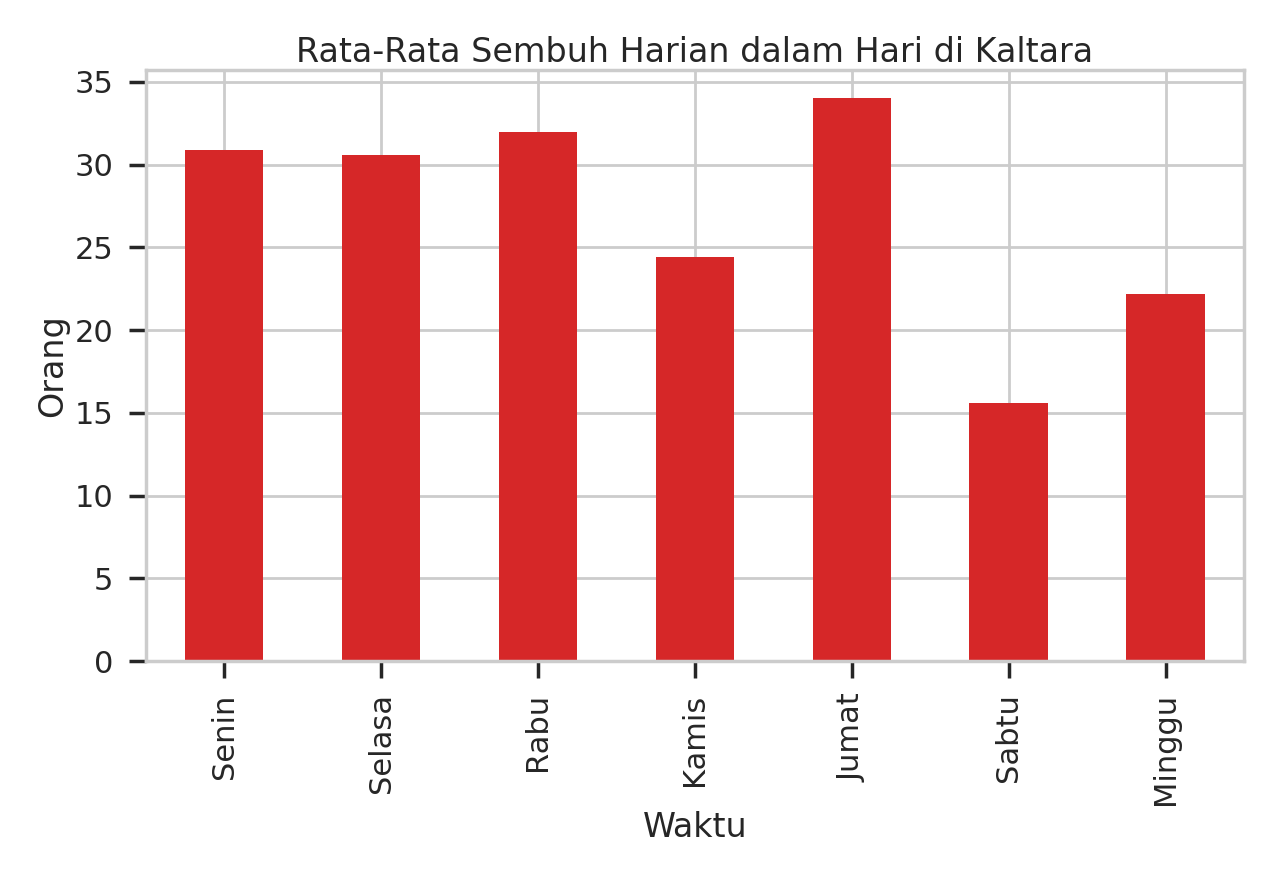 Rata-Rata Sembuh Harian dalam Hari di Kaltara
35
30
25
20
15
10
5
0
Orang
Senin
Selasa
Rabu
Kamis
Jumat
Sabtu
Minggu
Waktu